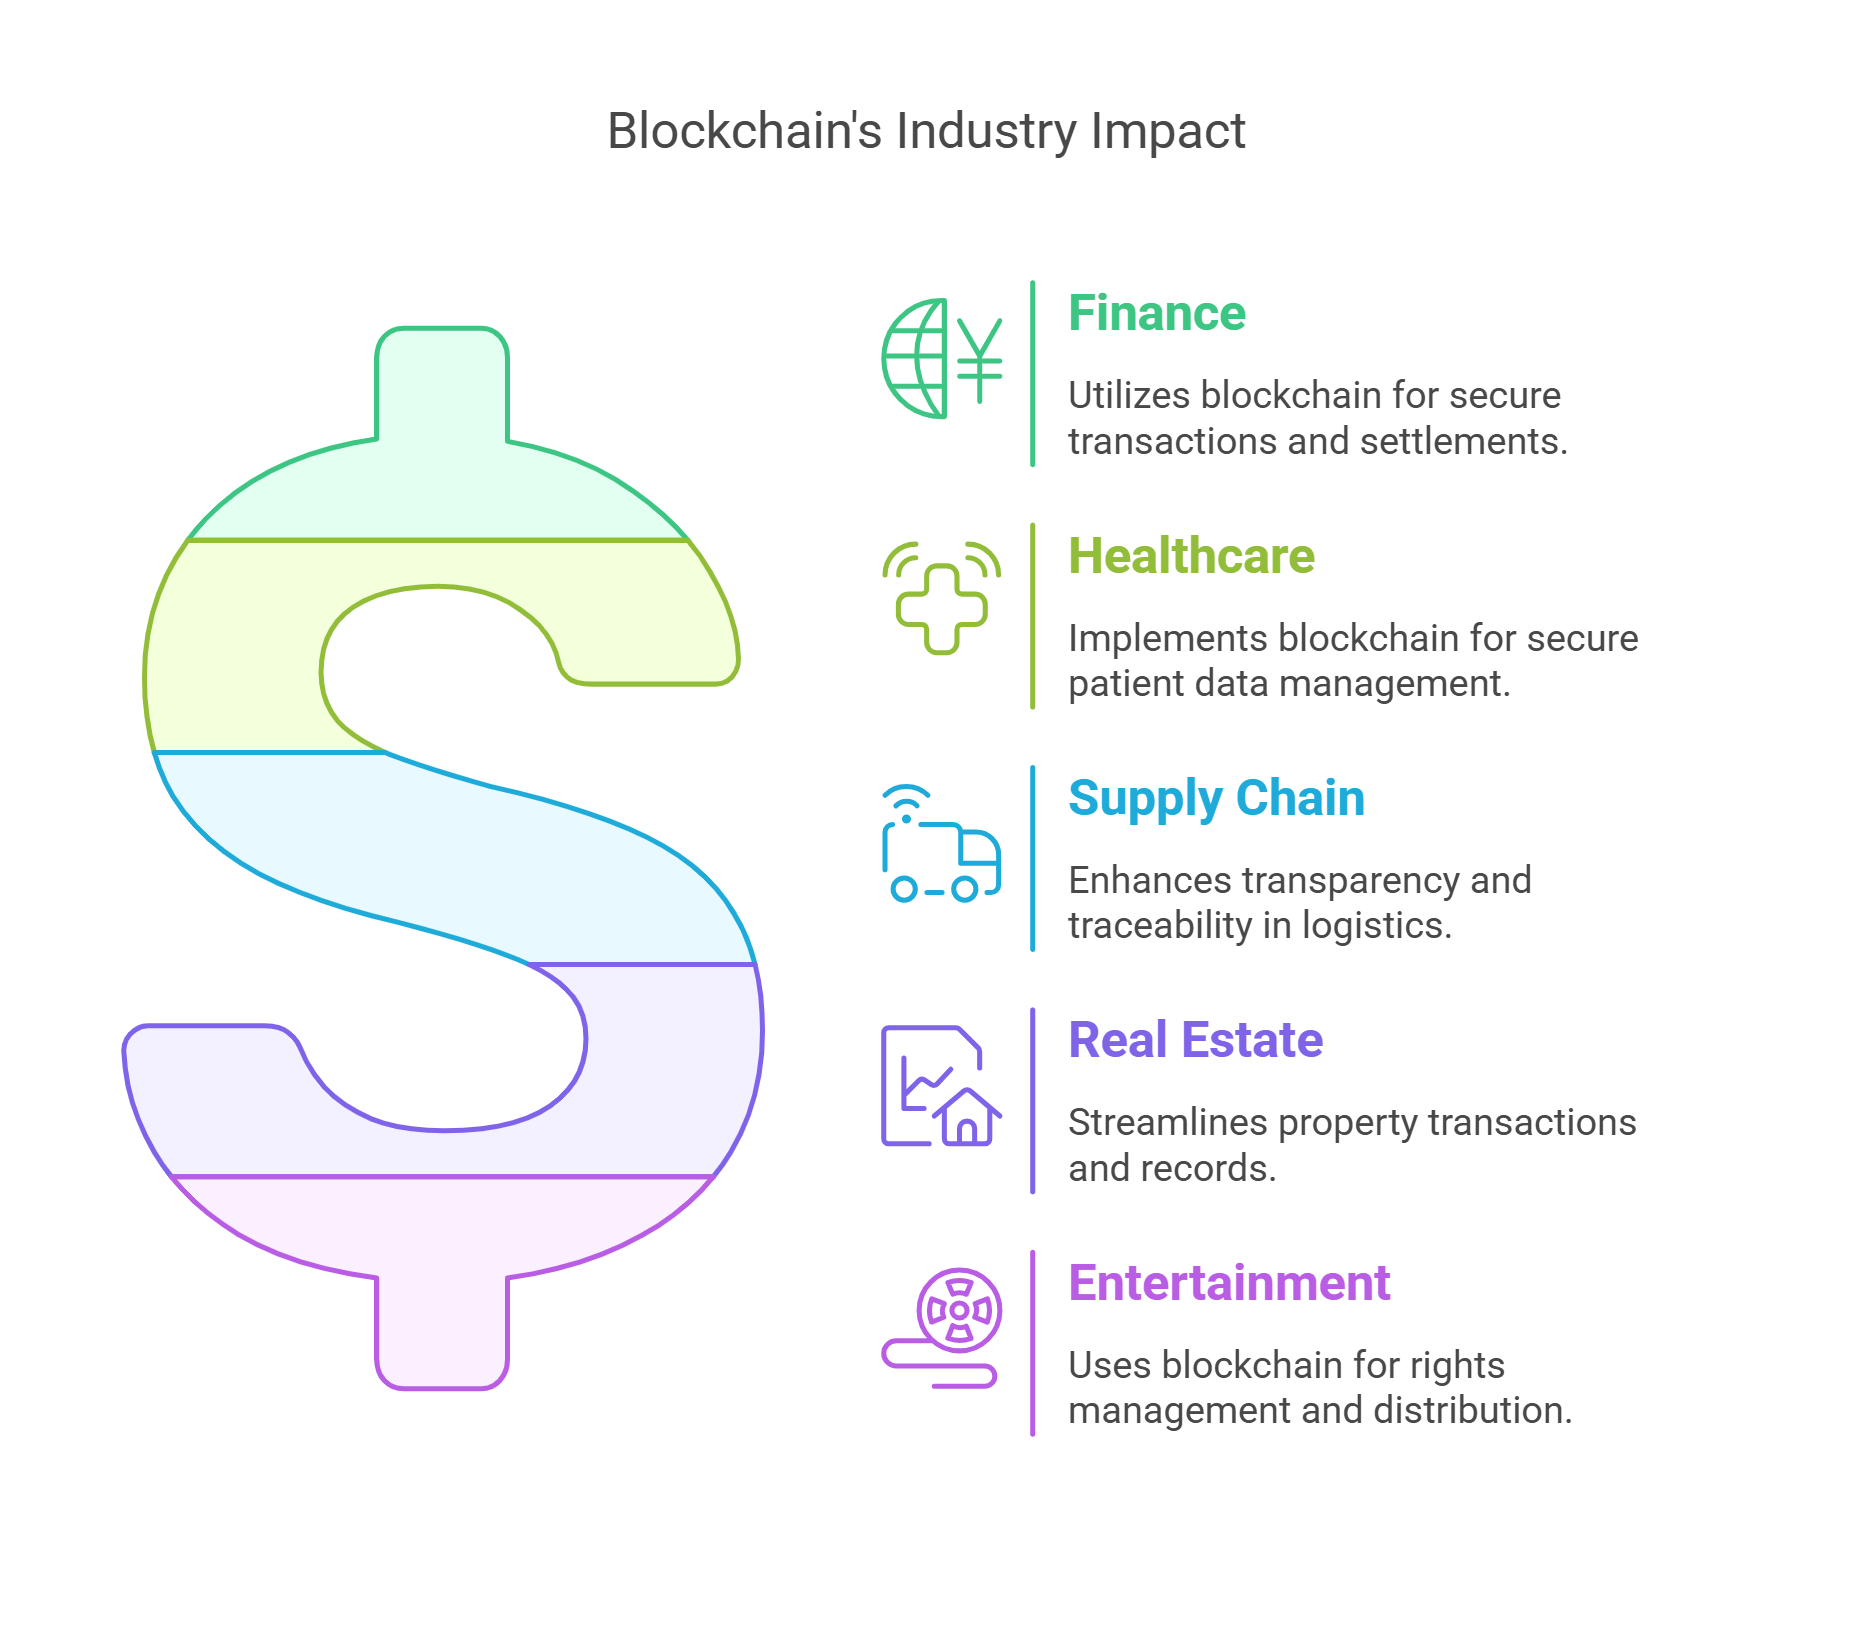 Blockchain's Industry Impact
Finance
Utilizes blockchain for secure
transactions and settlements.
Healthcare
Implements blockchain for secure
patient data management.
Supply Chain
Enhances transparency and
traceability in logistics.
Real Estate
Streamlines property transactions
and records.
Entertainment
Uses blockchain for rights
management and distribution.